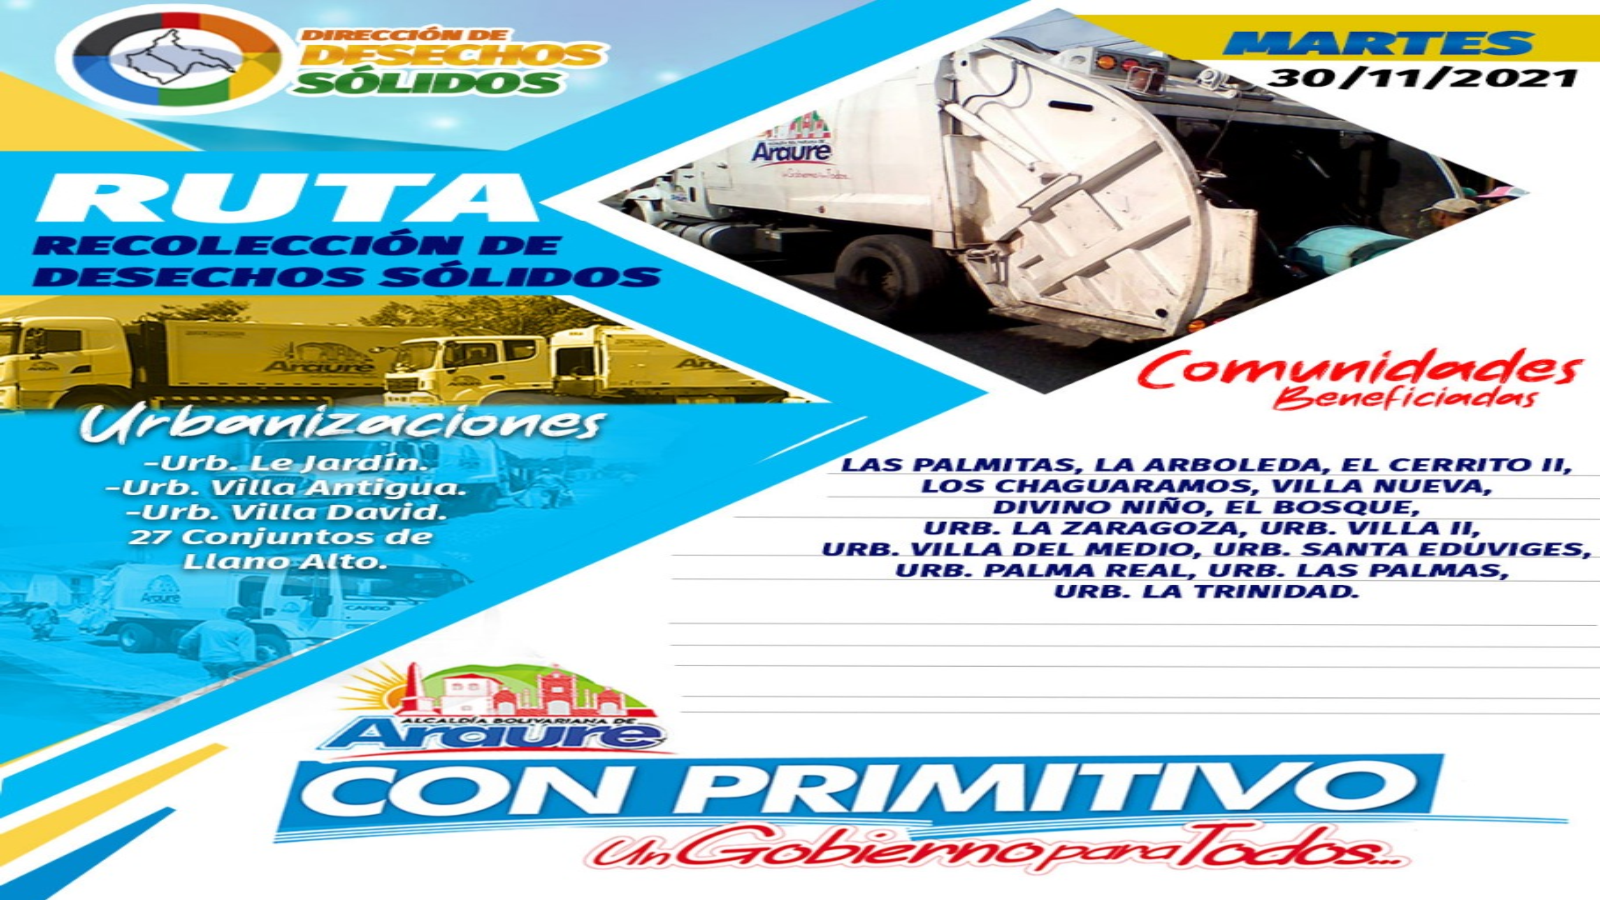 DIRECCIÓN DE
DESECHOS
SÓLIDOS
MARTES
30/11/2021
RUTA
RECOLECCIÓN DE
DESECHOS SÓLIDOS
Araure
Araure
Urbanizaciones
-Urb. Le Jardín.
-Urb. Villa Antigua.
-Urb. Villa David.
27 Conjuntos de
Llano Alto.
Araure
CARGO
Comunidades
Beneficiadas
LAS PALMITAS, LA ARBOLEDA, EL CERRITO II,
LOS CHAGUARAMOS, VILLA NUEVA,
DIVINO NIÑO, EL BOSQUE,
URB. LA ZARAGOZA, URB. VILLA II,
URB. VILLA DEL MEDIO, URB. SANTA EDUVIGES,
URB. PALMA REAL, URB. LAS PALMAS,
URB. LA TRINIDAD.
ALCALDÍA BOLIVARIANA DE
Araure
CON PRIMITIVO
Un Gobierno para Todos...